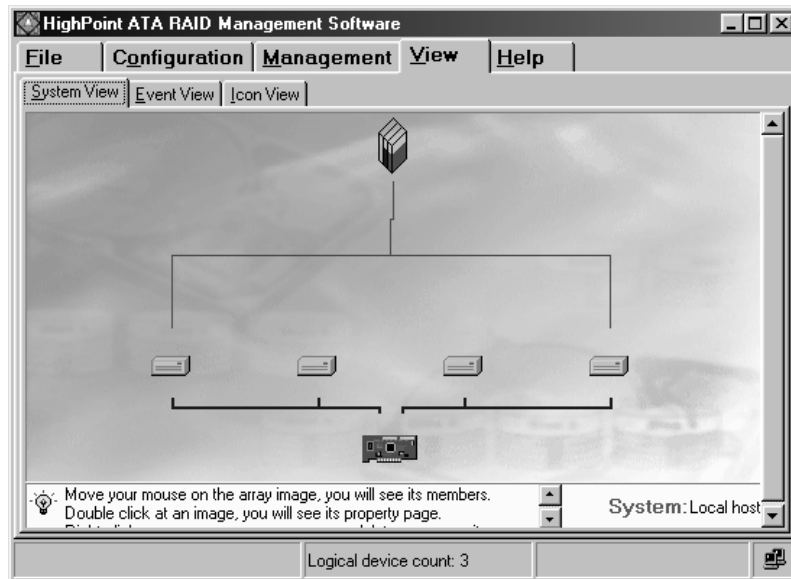 HighPoint ATA RAID Management Software
File Configuration Management View Help
System View Event View Icon View
Move your mouse on the array image, you will see its members.
Double click at an image, you will see its property page.
System: Local host
Logical device count: 3